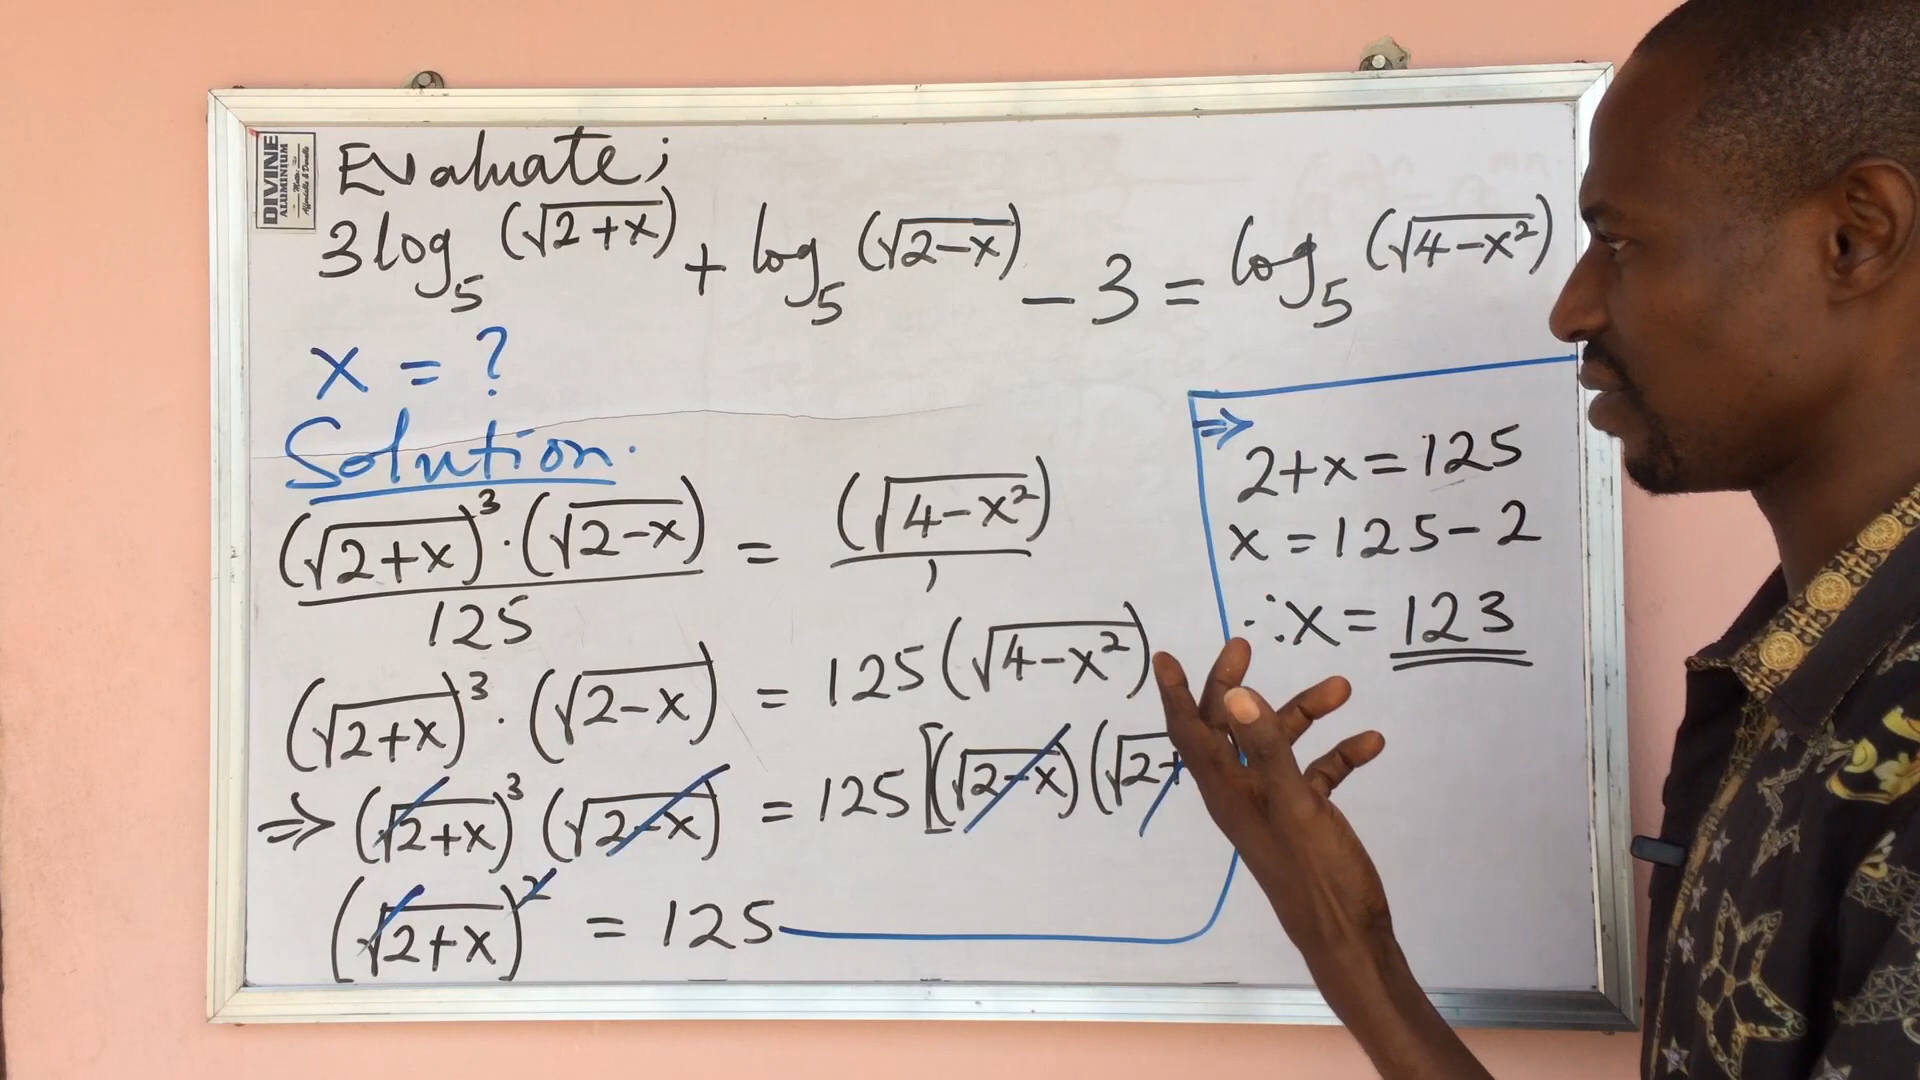 DIVINE
ALUMINIUM
Evaluate;
3log₅(√2+x) + log₅(√2-x) - 3 = log₅(√4-x²)
x = ?
Solution.
(√2+x)³·(√2-x) = (√4-x²)
125 1
(√2+x)³·(√2-x) = 125(√4-x²)
⇒ (√2+x)³(√2-x) = 125[(√2-x)(√2+
(√2+x)² = 125
⇒
2+x=125
x=125-2
∴x=123